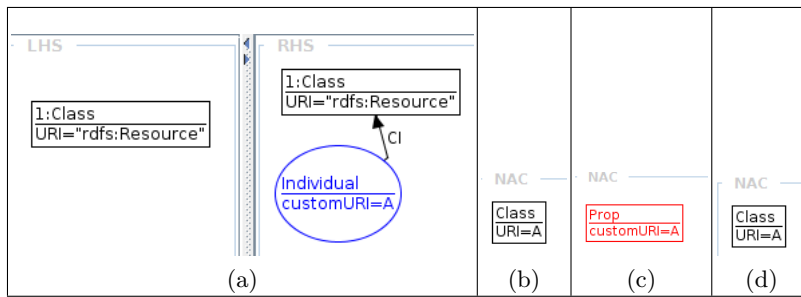 LHS
1:Class
URI="rdfs:Resource"
RHS
1:Class
URI="rdfs:Resource"
CI
Individual
customURI=A
(a)
NAC
Class
URI=A
(b)
NAC
Prop
customURI=A
(c)
NAC
Class
URI=A
(d)